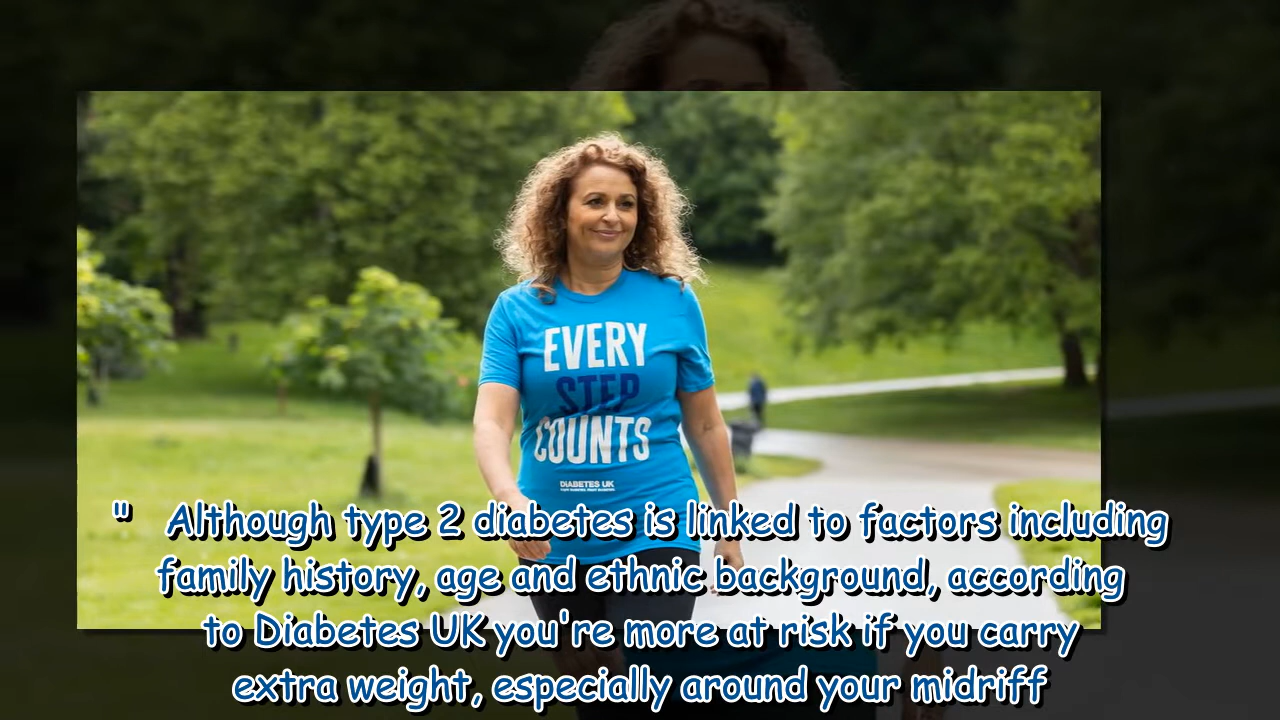 EVERY
STEP
COUNTS
DIABETES UK
" Although type 2 diabetes is linked to factors including
family history, age and ethnic background, according
to Diabetes UK you're more at risk if you carry
extra weight, especially around your midriff